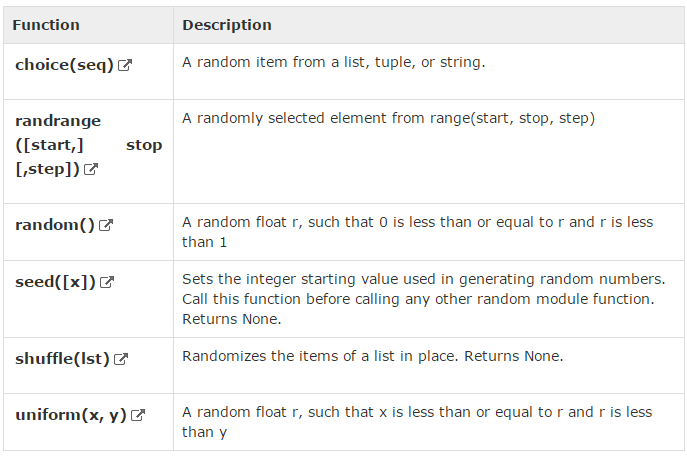 Function Description
choice(seq) A random item from a list, tuple, or string.
randrange A randomly selected element from range(start, stop, step)
([start,] stop
[,step])
random() A random float r, such that 0 is less than or equal to r and r is less
than 1
seed([x]) Sets the integer starting value used in generating random numbers.
Call this function before calling any other random module function.
Returns None.
shuffle(lst) Randomizes the items of a list in place. Returns None.
uniform(x, y) A random float r, such that x is less than or equal to r and r is less
than y